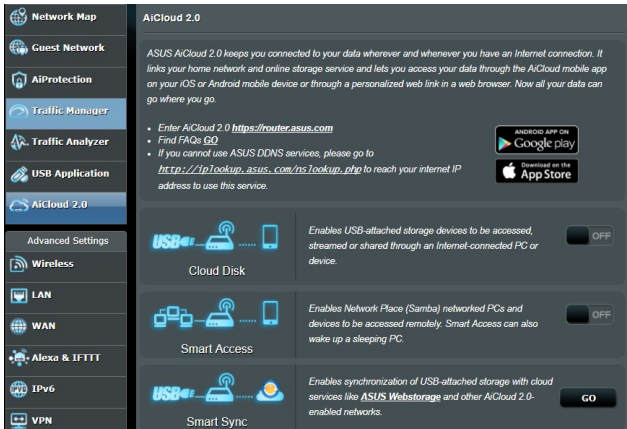 Network Map
Guest Network
AiProtection
Traffic Manager
Traffic Analyzer
USB Application
AiCloud 2.0
Advanced Settings
Wireless
LAN
WAN
Alexa & IFTTT
IPv6
VPN
AiCloud 2.0
ASUS AiCloud 2.0 keeps you connected to your data wherever and whenever you have an Internet connection. It
links your home network and online storage service and lets you access your data through the AiCloud mobile app
on your iOS or Android mobile device or through a personalized web link in a web browser. Now all your data can
go where you go.
• Enter AiCloud 2.0 https://router.asus.com
• Find FAQs GO
• If you cannot use ASUS DDNS services, please go to
http://iplookup.asus.com/nslookup.php to reach your internet IP
address to use this service.
ANDROID APP ON
Google play
Download on the
App Store
USB
Cloud Disk
Enables USB-attached storage devices to be accessed,
streamed or shared through an Internet-connected PC or
device.
OFF
Smart Access
Enables Network Place (Samba) networked PCs and
devices to be accessed remotely. Smart Access can also
wake up a sleeping PC.
OFF
USB
Smart Sync
Enables synchronization of USB-attached storage with cloud
services like ASUS Webstorage and other AiCloud 2.0-
enabled networks.
GO